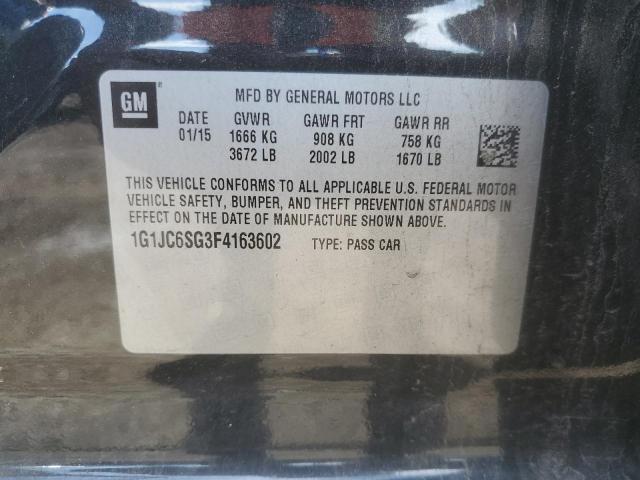 GM
MFD BY GENERAL MOTORS LLC
DATE GVWR GAWR FRT GAWR RR
01/15 1666 KG 908 KG 758 KG
3672 LB 2002 LB 1670 LB
THIS VEHICLE CONFORMS TO ALL APPLICABLE U.S. FEDERAL MOTOR
VEHICLE SAFETY, BUMPER, AND THEFT PREVENTION STANDARDS IN
EFFECT ON THE DATE OF MANUFACTURE SHOWN ABOVE.
1G1JC6SG3F4163602 TYPE: PASS CAR